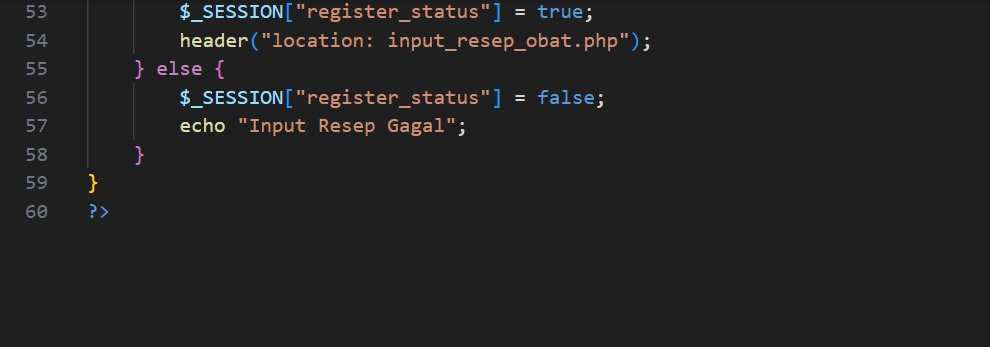 53 $_SESSION["register_status"] = true;
54 header("location: input_resep_obat.php");
55 } else {
56 $_SESSION["register_status"] = false;
57 echo "Input Resep Gagal";
58 }
59 }
60 ?>